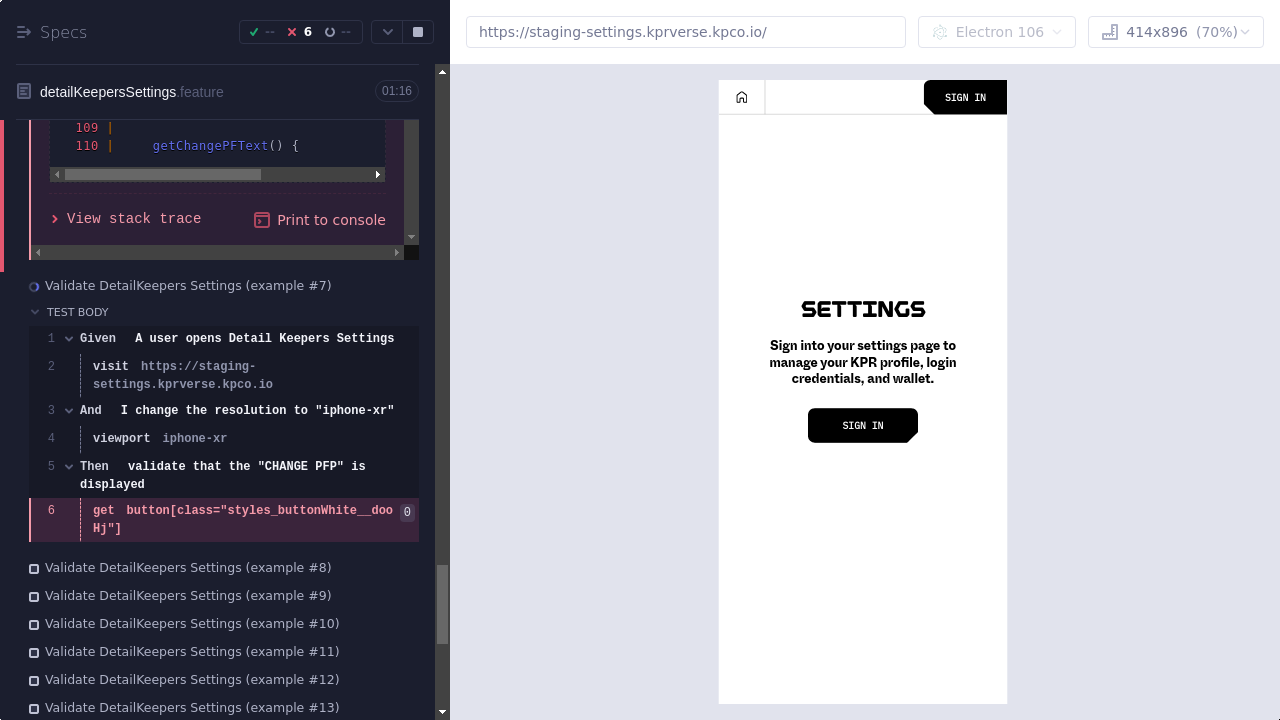 Specs
-- 6 --
detailKeepersSettings.feature 01:16
109 |
110 | getChangePFText() {
View stack trace Print to console
Validate DetailKeepers Settings (example #7)
TEST BODY
1 Given A user opens Detail Keepers Settings
2 visit https://staging-
settings.kprverse.kpco.io
3 And I change the resolution to "iphone-xr"
4 viewport iphone-xr
5 Then validate that the "CHANGE PFP" is
displayed
6 get button[class="styles_buttonWhite__doo 0
Hj"]
Validate DetailKeepers Settings (example #8)
Validate DetailKeepers Settings (example #9)
Validate DetailKeepers Settings (example #10)
Validate DetailKeepers Settings (example #11)
Validate DetailKeepers Settings (example #12)
Validate DetailKeepers Settings (example #13)
https://staging-settings.kprverse.kpco.io/ Electron 106 414x896 (70%)
SIGN IN
SETTINGS
Sign into your settings page to
manage your KPR profile, login
credentials, and wallet.
SIGN IN